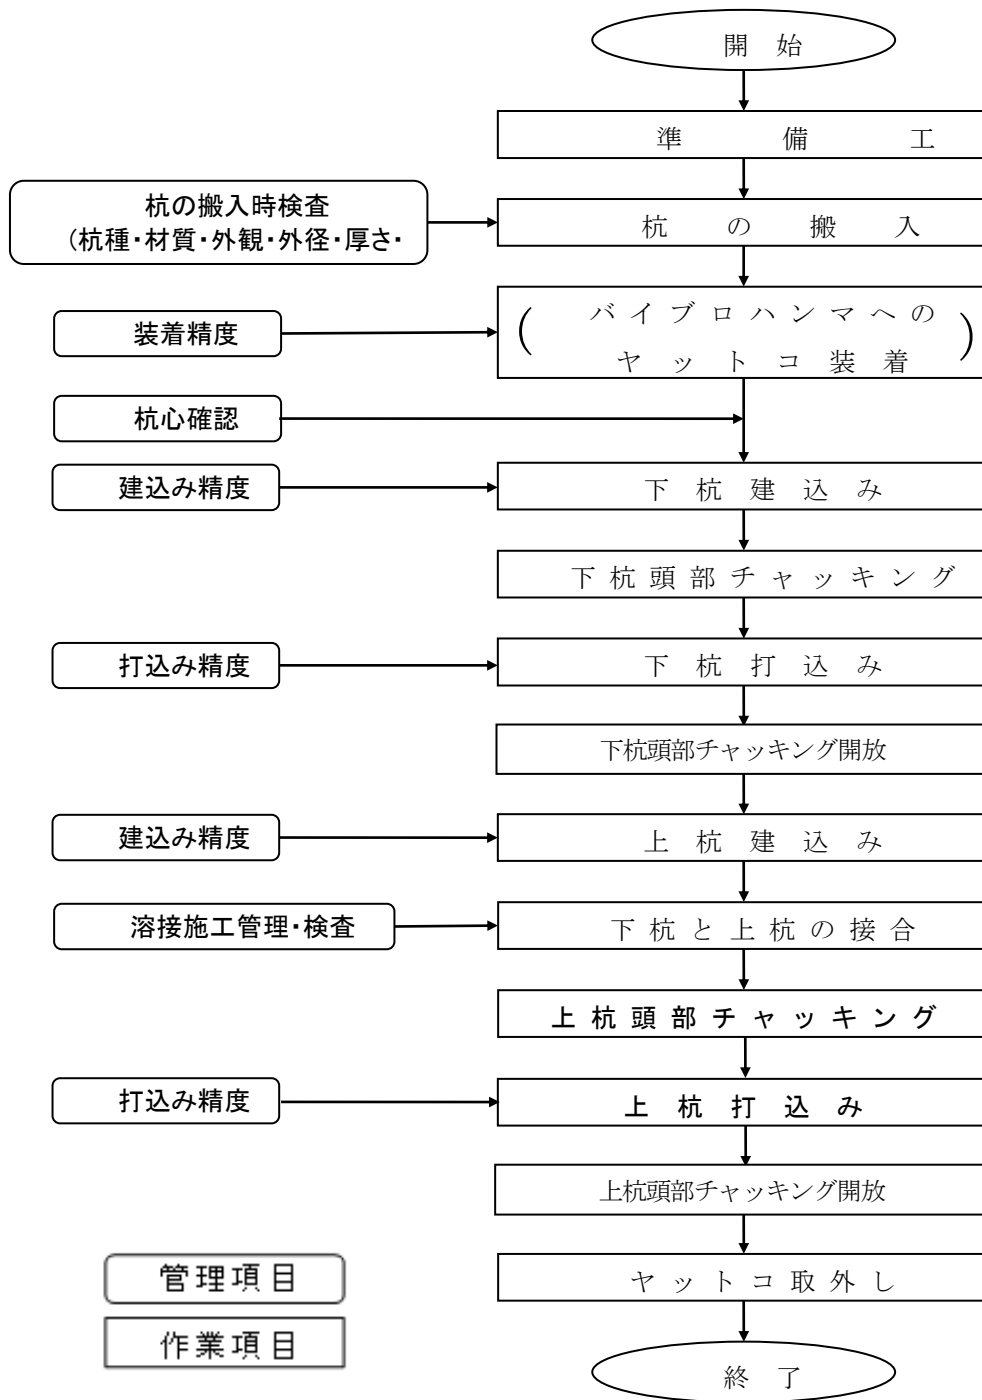 開始
準備工
杭の搬入時検査
(杭種・材質・外観・外径・厚さ・
杭の搬入
装着精度
(バイブロハンマへの
ヤットコ装着)
杭心確認
建込み精度
下杭建込み
下杭頭部チャッキング
打込み精度
下杭打込み
下杭頭部チャッキング開放
建込み精度
上杭建込み
溶接施工管理・検査
下杭と上杭の接合
上杭頭部チャッキング
打込み精度
上杭打込み
上杭頭部チャッキング開放
管理項目
ヤットコ取外し
作業項目
終了